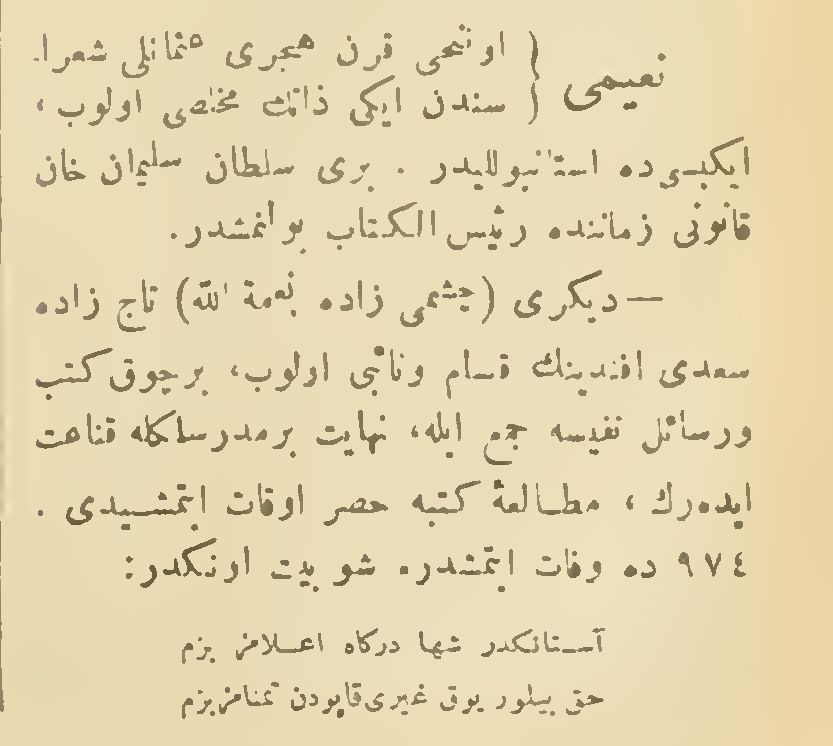 نعیمی { اوننجی قرن هجری عثمانلی شعرا-
{ سندن ایکی ذاتك مخلصی اولوب ،
ایکیسی ده استانبوللیدر . بری سلطان سلیمان خان
قانونی زماننده رئیس الکتاب بولنمشدر.
— دیکری (چشمی زاده نعمة الله) تاج زاده
سعدی افندینك قسام ونائبی اولوب، برچوق کتب
ورسائل نفیسه جمع ایله، نهایت برمدرسلکله قناعت
ایدەرك ، مطالعۀ کتبه حصر اوقات ایتمشیدی .
٩٧٤ ده وفات ایتمشدر. شو بیت اونکدر:
آستانکدر شها درکاه اعلامز بزم
حق بیلور یوق غیری قاپودن تمنامز بزم